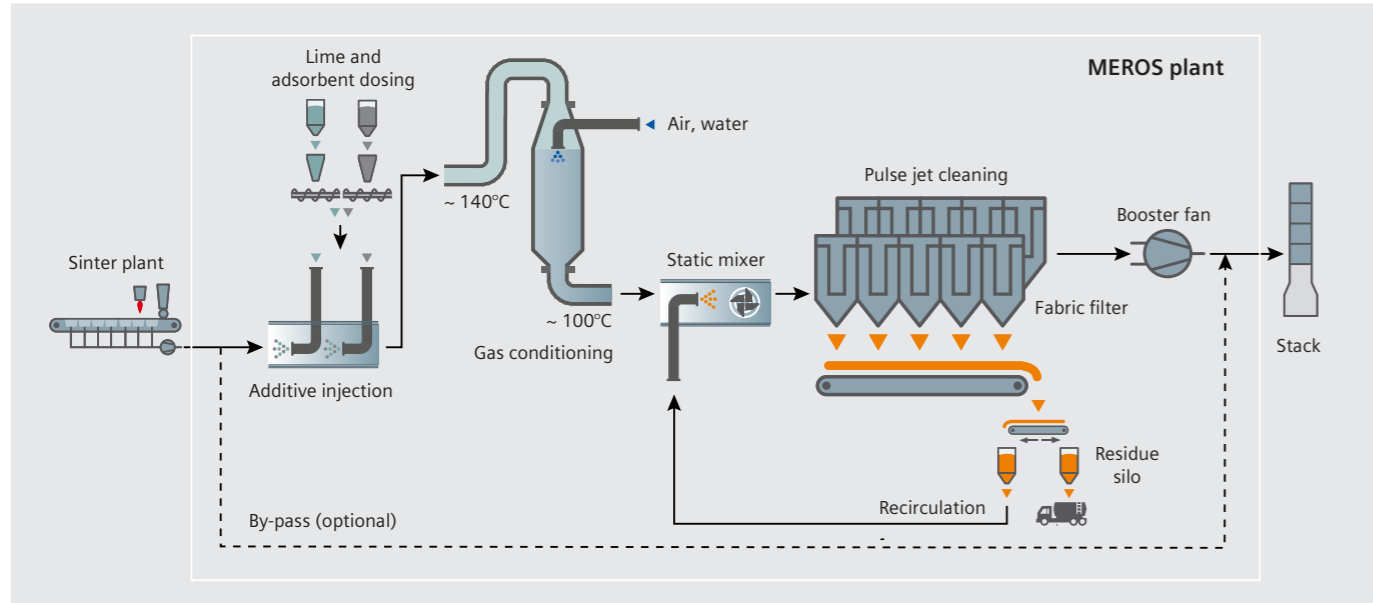 MEROS plant
Lime and
adsorbent dosing
Air, water
~ 140°C
Pulse jet cleaning
Booster fan
Sinter plant
Static mixer
~ 100°C
Fabric filter
Gas conditioning
Stack
Additive injection
Residue
silo
Recirculation
By-pass (optional)